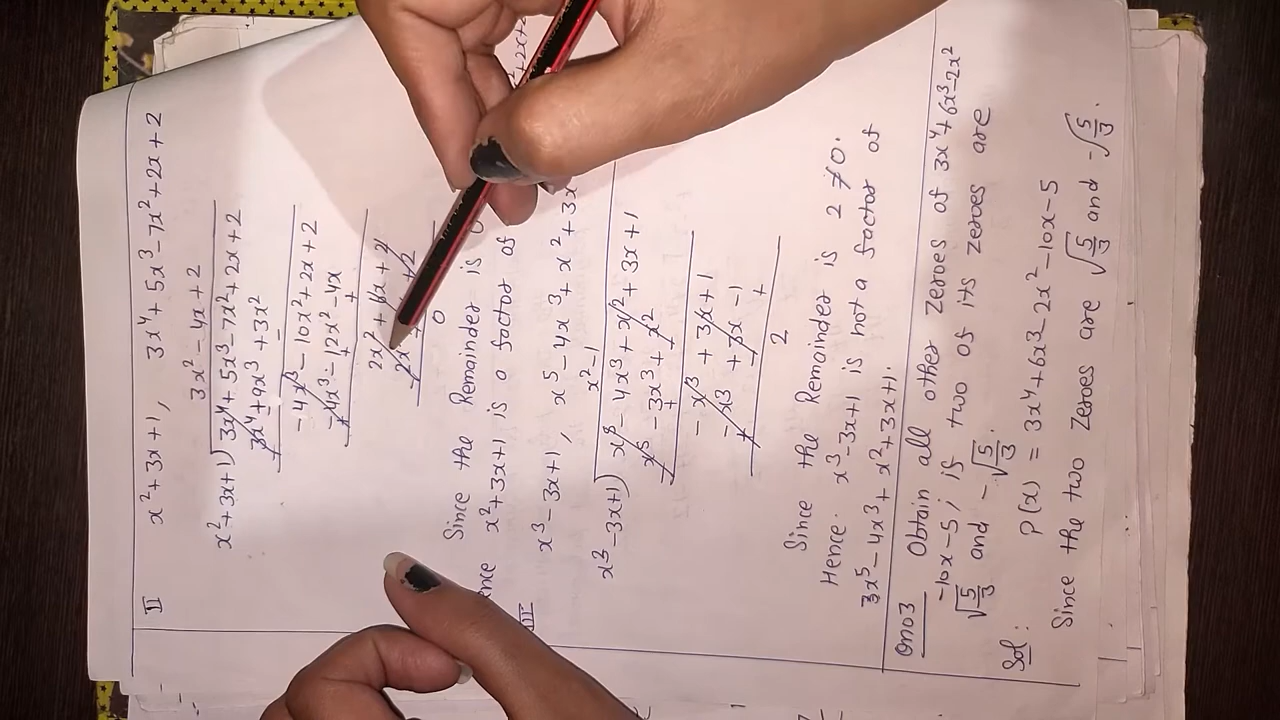 II x² + 3x + 1, 3x⁴ + 5x³ - 7x² + 2x + 2
3x² - 4x + 2
x² + 3x + 1) 3x⁴ + 5x³ - 7x² + 2x + 2
3x⁴ + 9x³ + 3x²
- -
- 4x³ - 10x² + 2x + 2
- 4x³ - 12x² - 4x
+ + +
2x² + 6x + 2
2x² + 2
0
Since the Remainder is
ence x² + 3x + 1 is a factor of
III x³ - 3x + 1, x⁵ - 4x³ + x² + 3x
x² - 1
x³ - 3x + 1) x⁵ - 4x³ + x² + 3x + 1
x⁵ - 3x³ + x²
- + -
- x³ + 3x + 1
- x³ + 3x - 1
+ - +
2
Since the Remainder is 2 ≠ 0.
Hence. x³ - 3x + 1 is not a factor of
3x⁵ - 4x³ + x² + 3x + 1.
Qno3 Obtain all other zeroes of 3x⁴ + 6x³ - 2x²
- 10x - 5, if two of its zeroes are
√5/3 and - √5/3.
Sol: P(x) = 3x⁴ + 6x³ - 2x² - 10x - 5
Since the two zeroes are √5/3 and - √5/3.